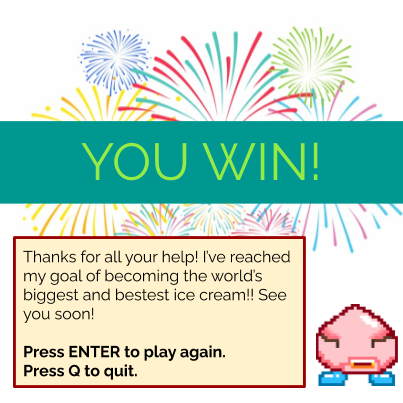 YOU WIN!
Thanks for all your help! I've reached
my goal of becoming the world's
biggest and bestest ice cream!! See
you soon!
Press ENTER to play again.
Press Q to quit.